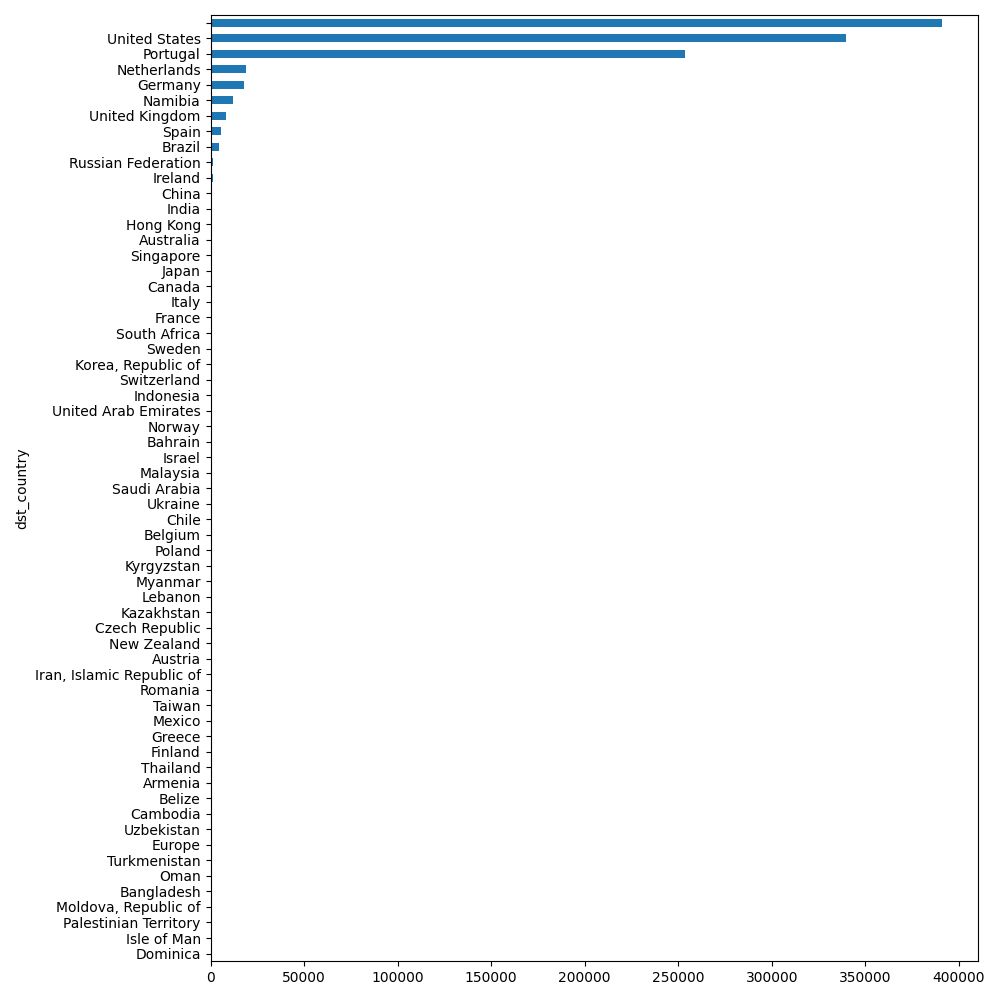 United States
Portugal
Netherlands
Germany
Namibia
United Kingdom
Spain
Brazil
Russian Federation
Ireland
China
India
Hong Kong
Australia
Singapore
Japan
Canada
Italy
France
South Africa
Sweden
Korea, Republic of
Switzerland
Indonesia
United Arab Emirates
Norway
Bahrain
Israel
Malaysia
Saudi Arabia
Ukraine
Chile
Belgium
Poland
Kyrgyzstan
Myanmar
Lebanon
Kazakhstan
Czech Republic
New Zealand
Austria
Iran, Islamic Republic of
Romania
Taiwan
Mexico
Greece
Finland
Thailand
Armenia
Belize
Cambodia
Uzbekistan
Europe
Turkmenistan
Oman
Bangladesh
Moldova, Republic of
Palestinian Territory
Isle of Man
Dominica
dst_country
0 50000 100000 150000 200000 250000 300000 350000 400000